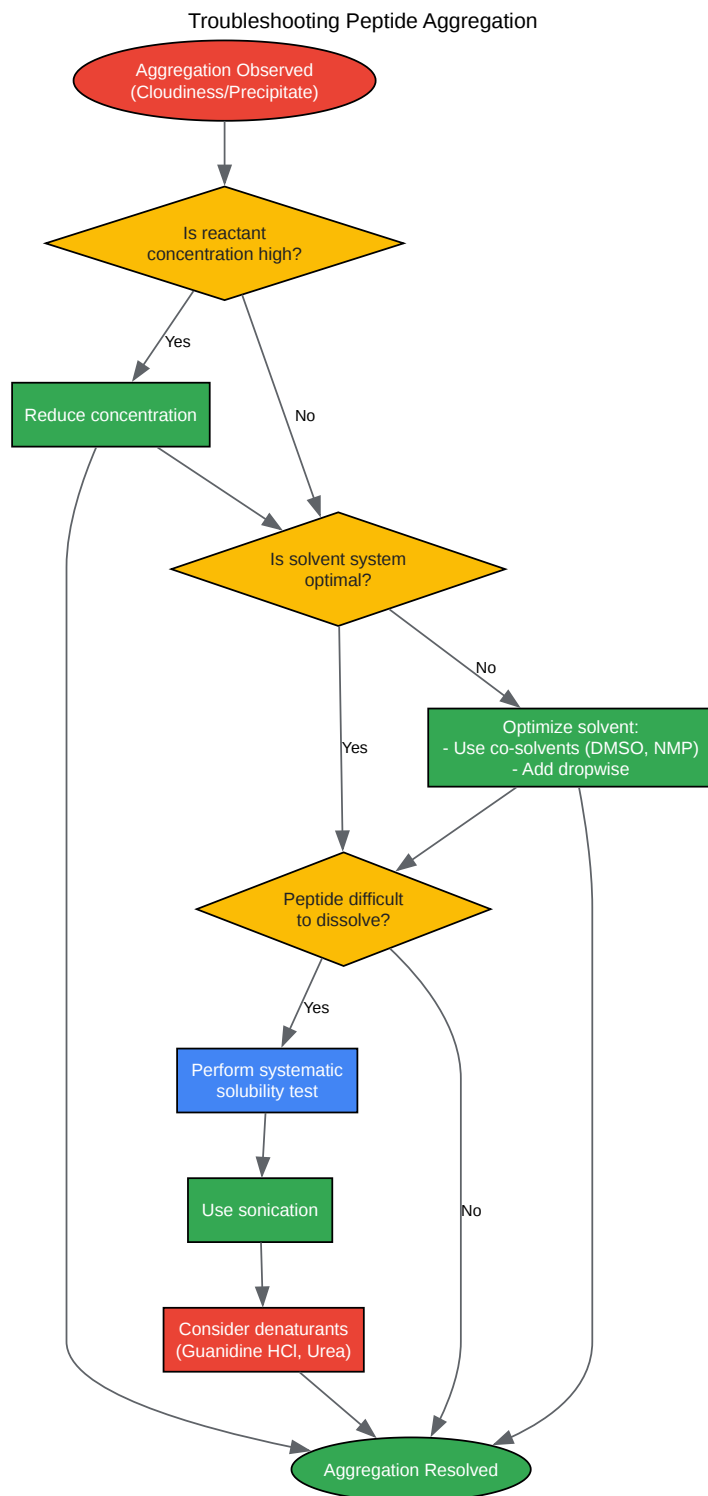 Troubleshooting Peptide Aggregation
Aggregation Observed
(Cloudiness/Precipitate)
Is reactant
concentration high?
Yes
Reduce concentration
No
Is solvent system
optimal?
No
Optimize solvent:
- Use co-solvents (DMSO, NMP)
- Add dropwise
Yes
Peptide difficult
to dissolve?
Yes
Perform systematic
solubility test
Use sonication
No
Consider denaturants
(Guanidine HCl, Urea)
Aggregation Resolved